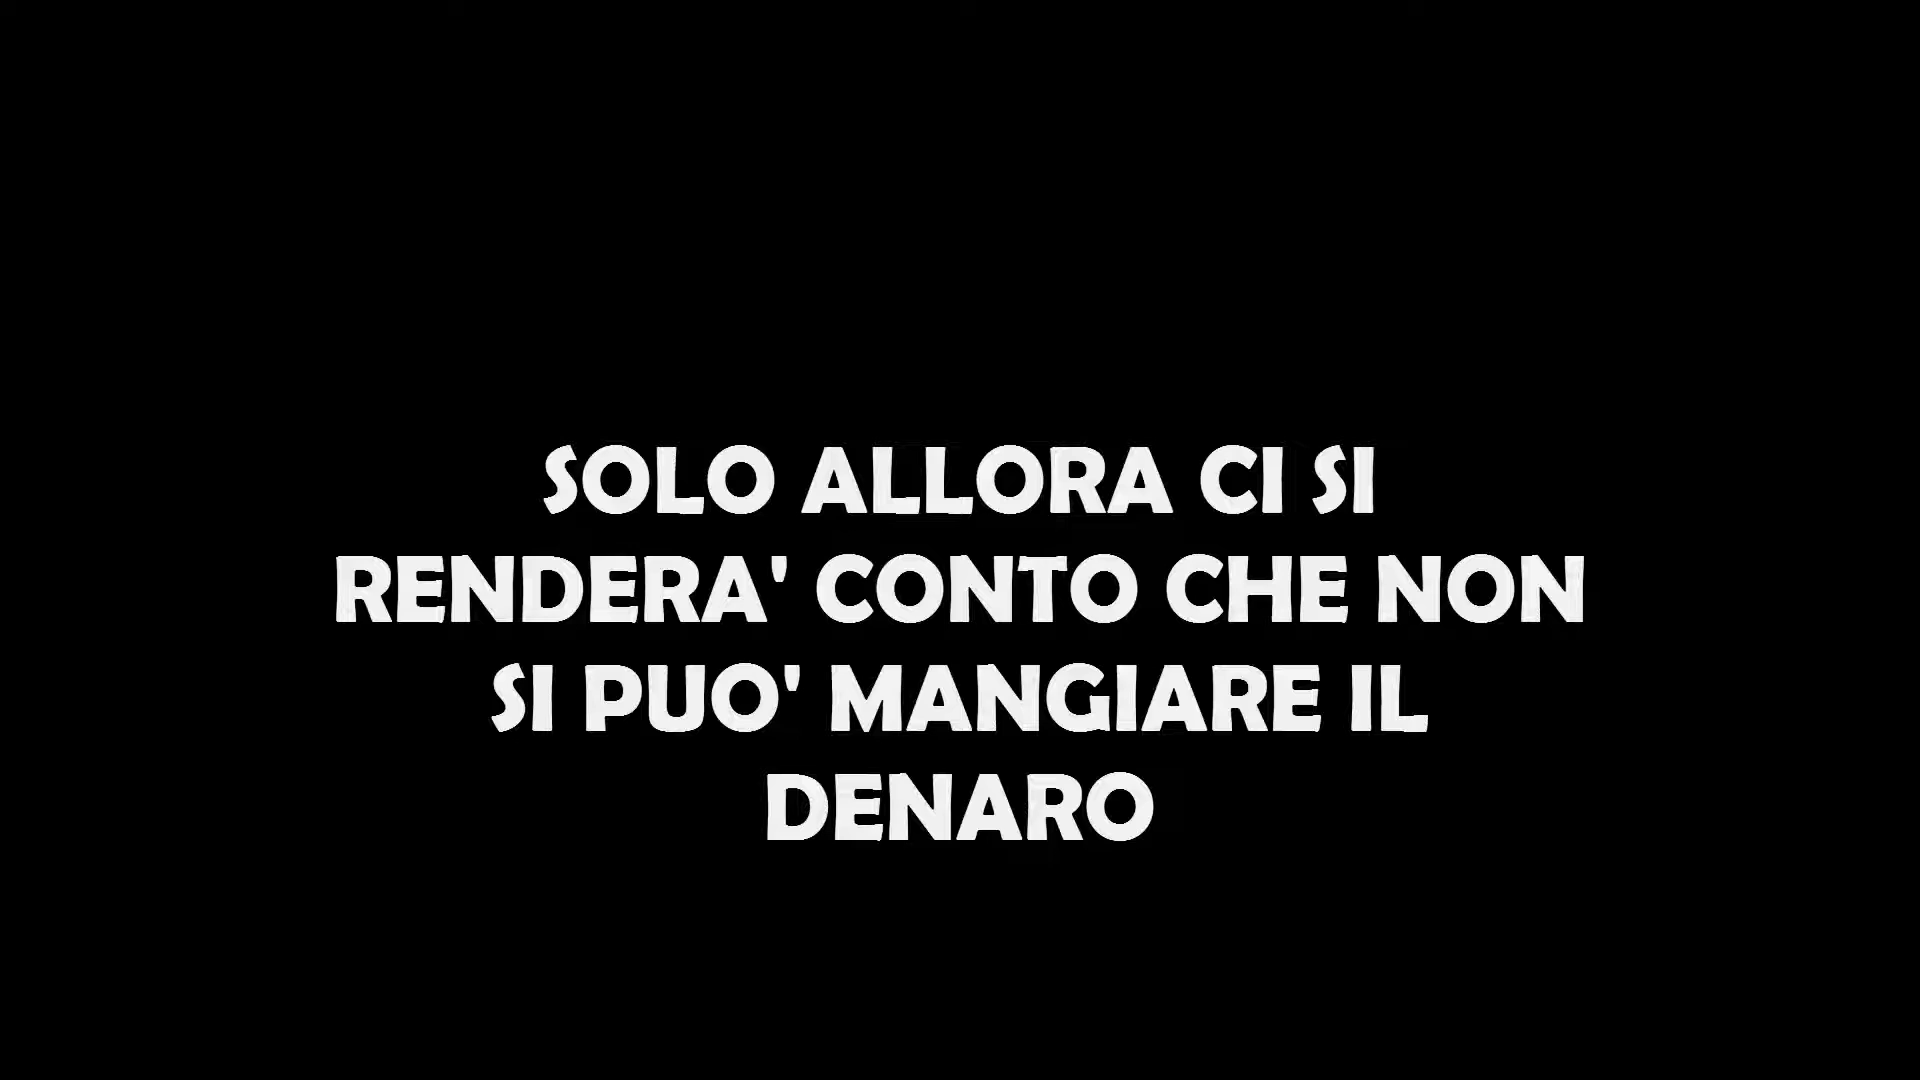 SOLO ALLORA CI SI
RENDERA' CONTO CHE NON
SI PUO' MANGIARE IL
DENARO